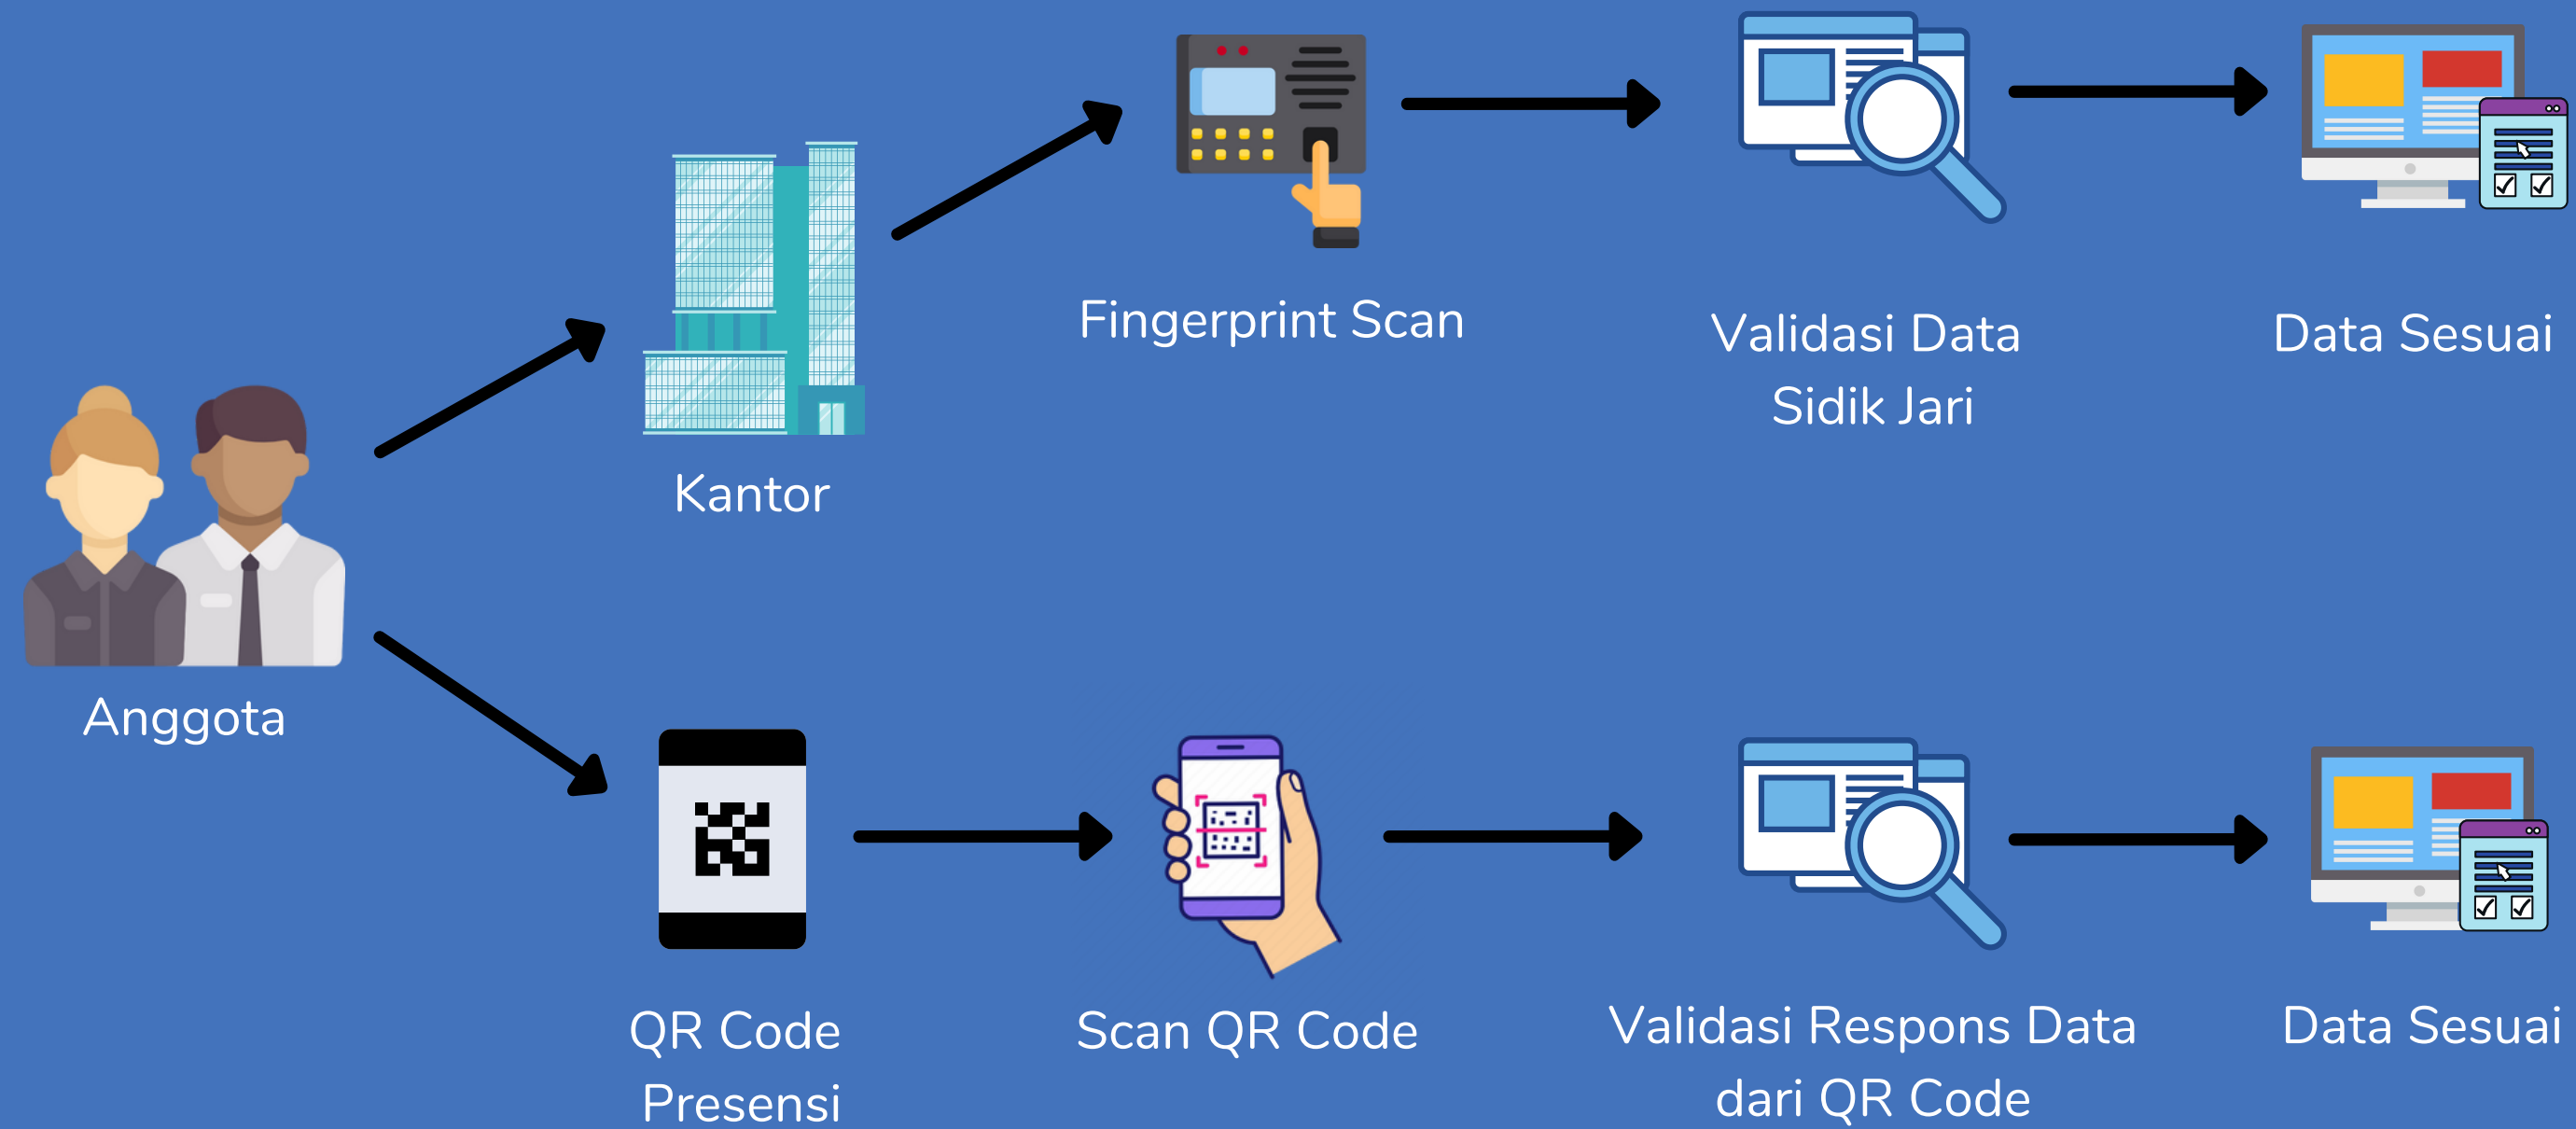 Fingerprint Scan
Validasi Data
Sidik Jari
Data Sesuai
Kantor
Anggota
QR Code
Presensi
Scan QR Code
Validasi Respons Data
dari QR Code
Data Sesuai